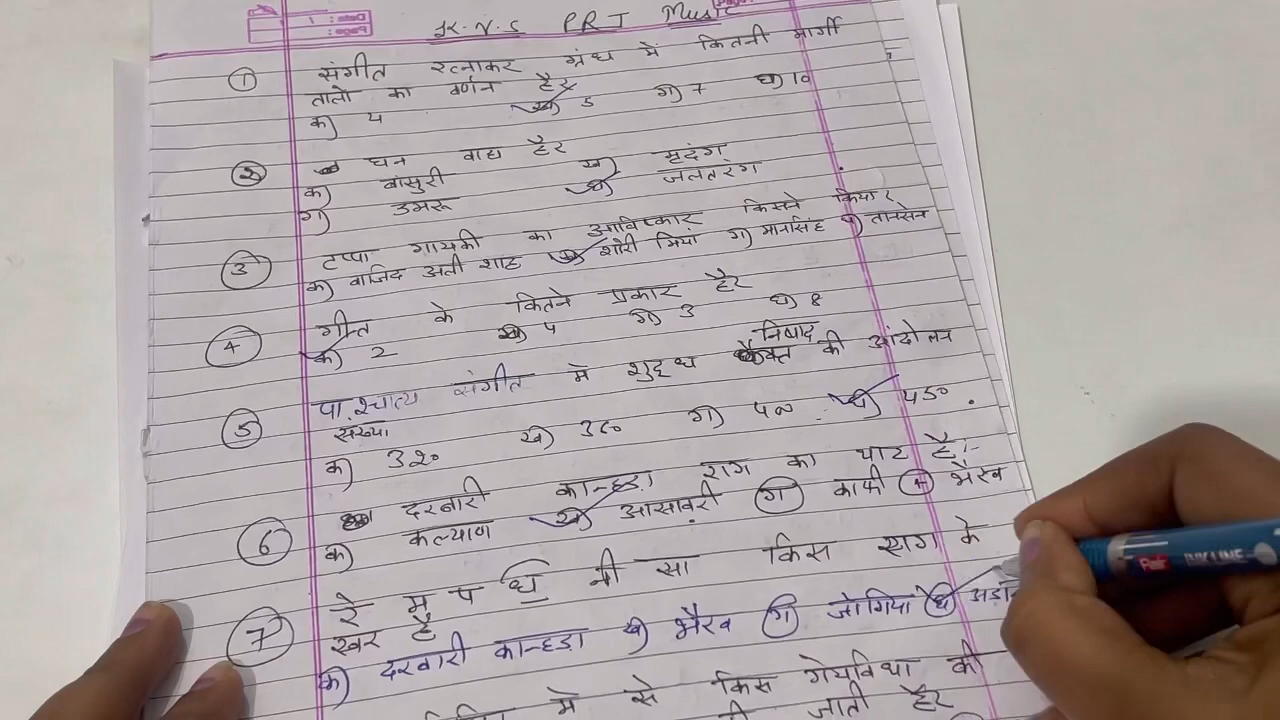 K.V.S PRT Music
① संगीत रत्नाकर ग्रंथ में कितनी मार्गी
तालो का वर्णन है?
क) 4 ख) 5 ग) 7 घ) 10
② घन वाद्य है?
क) बांसुरी ख) मृदंग
ग) डमरू घ) जलतरंग
③ टप्पा गायकी का आविष्कार किसने किया?
क) वाजिद अली शाह ख) शोरी मियां ग) मानसिंह घ) तानसेन
④ गीत के कितने प्रकार है?
क) 2 ख) 5 ग) 3 घ) 8
⑤ पाश्चात्य संगीत मे शुद्ध निषाद की आंदोलन
संख्या
क) 320 ख) 360 ग) 400 घ) 450
⑥ दरबारी कान्हडा राग का थाट है:-
क) कल्याण ख) आसावरी ग काफी भैरव
⑦ रे म प ध॒ नी सा किस राग के
स्वर है
क) दरबारी कान्हडा ख) भैरव ग जोगिया घ
मे से किस गेयविधा की
जाती है?
Date:
Page: